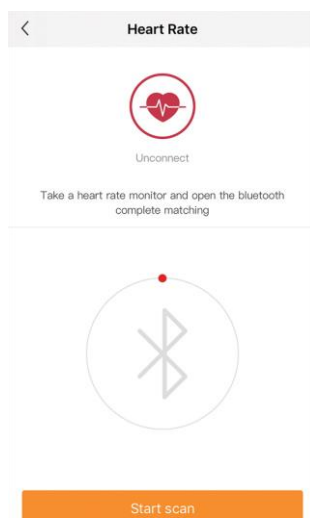 Heart Rate
Unconnect
Take a heart rate monitor and open the bluetooth
complete matching
Start scan